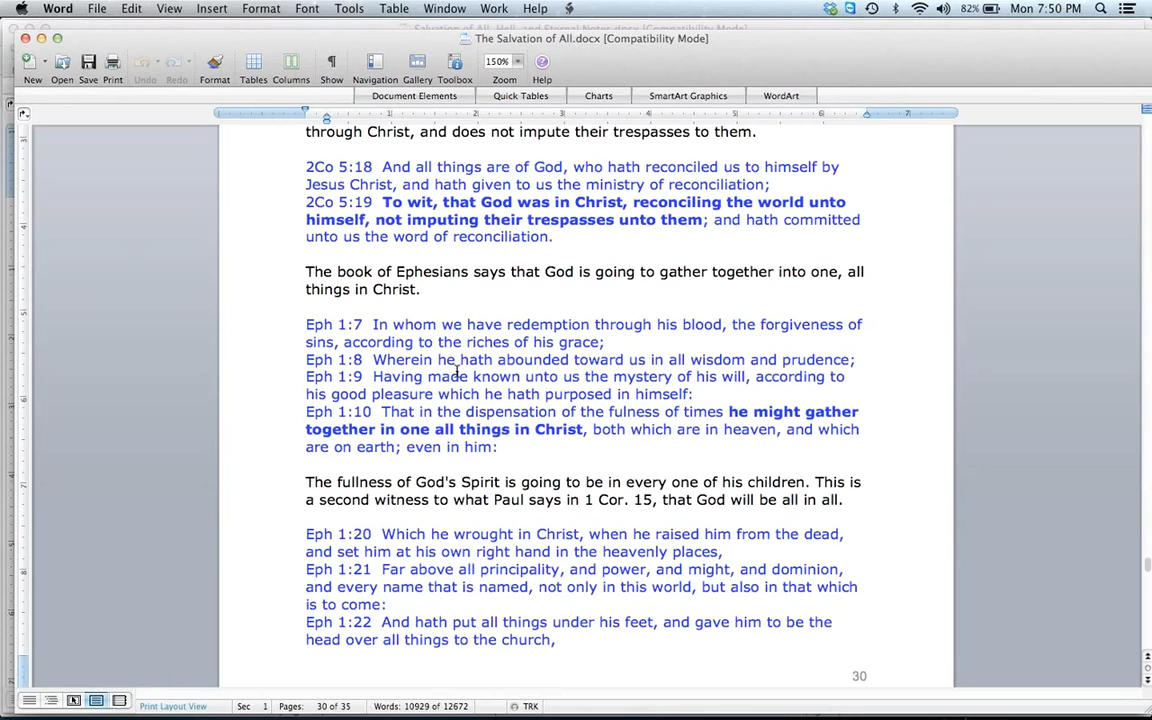 Word File Edit View Insert Format Font Tools Table Window Work Help 82% Mon 7:50 PM
The Salvation of All.docx [Compatibility Mode]
150%
New Open Save Print Undo Redo Format Tables Columns Show Navigation Gallery Toolbox Zoom Help
Document Elements Quick Tables Charts SmartArt Graphics WordArt
through Christ, and does not impute their trespasses to them.
2Co 5:18 And all things are of God, who hath reconciled us to himself by
Jesus Christ, and hath given to us the ministry of reconciliation;
2Co 5:19 To wit, that God was in Christ, reconciling the world unto
himself, not imputing their trespasses unto them; and hath committed
unto us the word of reconciliation.
The book of Ephesians says that God is going to gather together into one, all
things in Christ.
Eph 1:7 In whom we have redemption through his blood, the forgiveness of
sins, according to the riches of his grace;
Eph 1:8 Wherein he hath abounded toward us in all wisdom and prudence;
Eph 1:9 Having made known unto us the mystery of his will, according to
his good pleasure which he hath purposed in himself:
Eph 1:10 That in the dispensation of the fulness of times he might gather
together in one all things in Christ, both which are in heaven, and which
are on earth; even in him:
The fullness of God's Spirit is going to be in every one of his children. This is
a second witness to what Paul says in 1 Cor. 15, that God will be all in all.
Eph 1:20 Which he wrought in Christ, when he raised him from the dead,
and set him at his own right hand in the heavenly places,
Eph 1:21 Far above all principality, and power, and might, and dominion,
and every name that is named, not only in this world, but also in that which
is to come:
Eph 1:22 And hath put all things under his feet, and gave him to be the
head over all things to the church,
30
Print Layout View Sec 1 Pages: 30 of 35 Words: 10929 of 12672 TRK